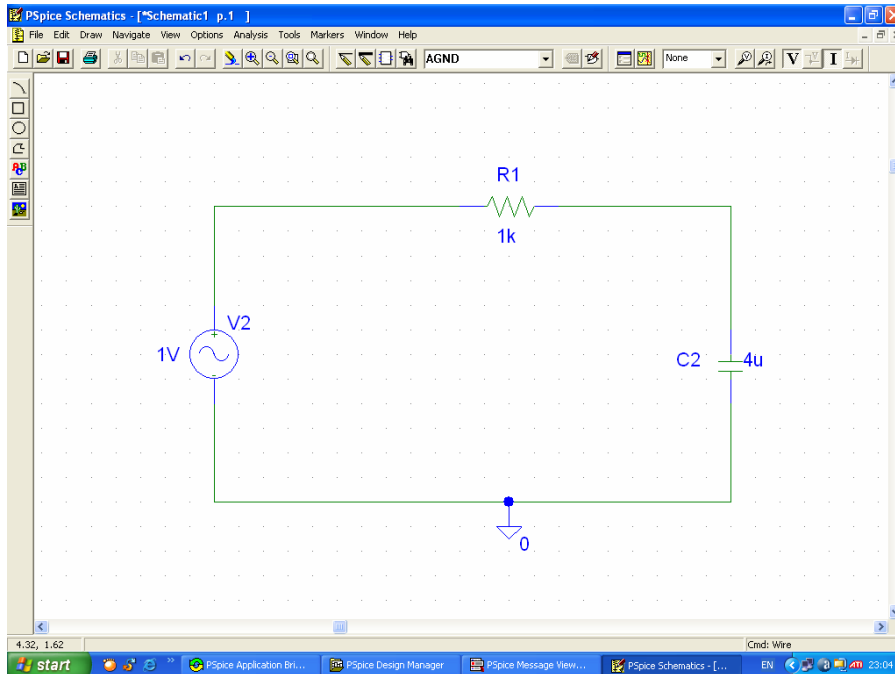 PSpice Schematics - [*Schematic1 p.1 ]
File Edit Draw Navigate View Options Analysis Tools Markers Window Help
AGND None V I
ABC
R1
1k
V2
1V
C2 4u
0
4.32, 1.62 Cmd: Wire
start PSpice Application Bri... PSpice Design Manager PSpice Message View... PSpice Schematics - [... EN ATI 23:04